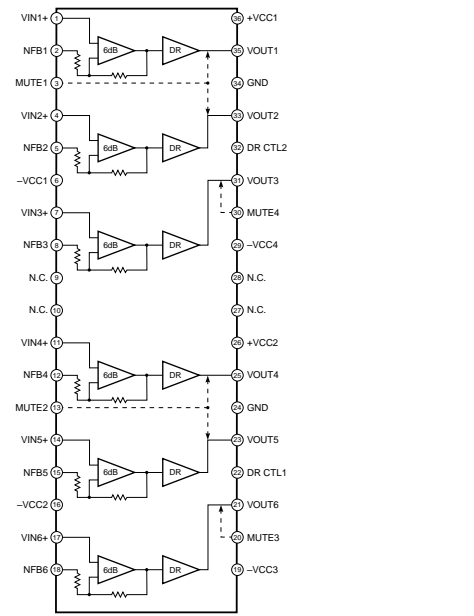 VIN1+ 1 36 +VCC1
NFB1 2 6dB DR 35 VOUT1
MUTE1 3 34 GND
VIN2+ 4 33 VOUT2
NFB2 5 6dB DR 32 DR CTL2
–VCC1 6 31 VOUT3
VIN3+ 7 30 MUTE4
NFB3 8 6dB DR 29 –VCC4
N.C. 9 28 N.C.
N.C. 10 27 N.C.
VIN4+ 11 26 +VCC2
NFB4 12 6dB DR 25 VOUT4
MUTE2 13 24 GND
VIN5+ 14 23 VOUT5
NFB5 15 6dB DR 22 DR CTL1
–VCC2 16 21 VOUT6
VIN6+ 17 20 MUTE3
NFB6 18 6dB DR 19 –VCC3